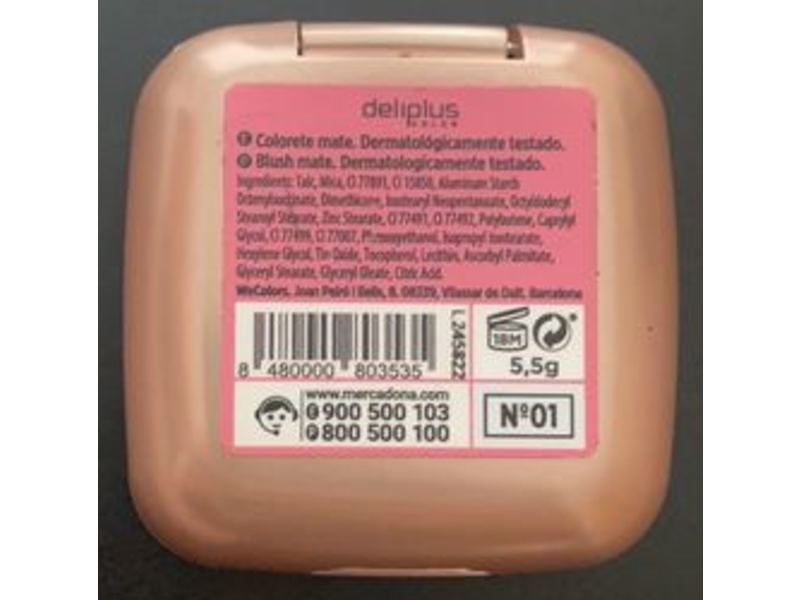 deliplus
COLOR
E Colorete mate. Dermatológicamente testado.
P Blush mate. Dermatologicamente testado.
Ingredients: Talc, Mica, CI 77891, CI 15850, Aluminum Starch
Octenylsuccinate, Dimethicone, Isostearyl Neopentanoate, Octyldodecyl
Stearoyl Stearate, Zinc Stearate, CI 77491, CI 77492, Polybutene, Caprylyl
Glycol, CI 77499, CI 77007, Phenoxyethanol, Isopropyl
Hexylene Glycol, Tin Oxide, Tocopherol, Lecithin, Ascorbyl Palmitate,
Glyceryl Stearate, Glyceryl Oleate, Citric Acid.
WeColors. Joan Peiró i Belis, 8. 08339, Vilassar de Dalt. Barcelona
8 480000 803535
L 245822
18M
5,5g
www.mercadona.com
E 900 500 103
P 800 500 100
Nº01